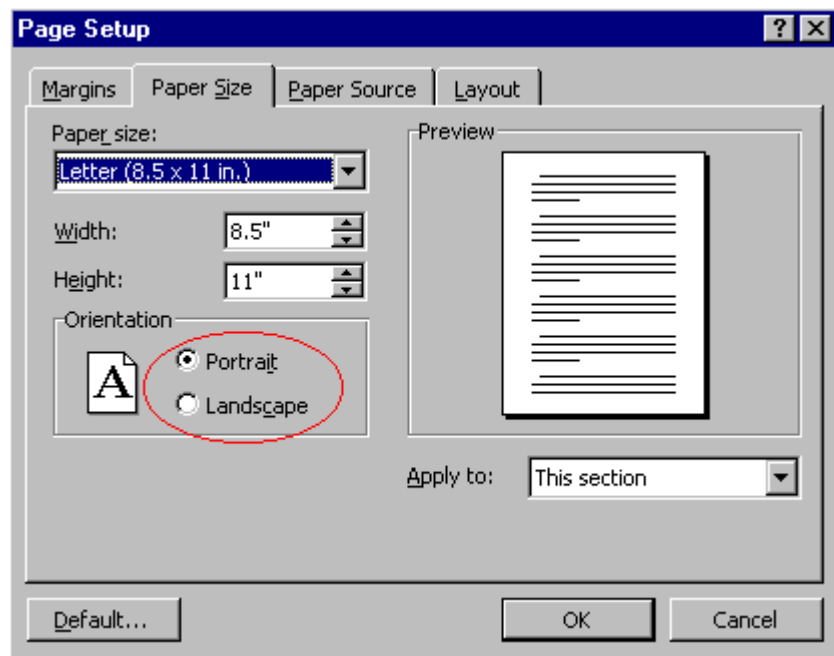 Page Setup
Margins Paper Size Paper Source Layout
Paper size:
Letter (8.5 x 11 in.)
Width: 8.5"
Height: 11"
Orientation
A
Portrait
Landscape
Preview
Apply to: This section
Default... OK Cancel